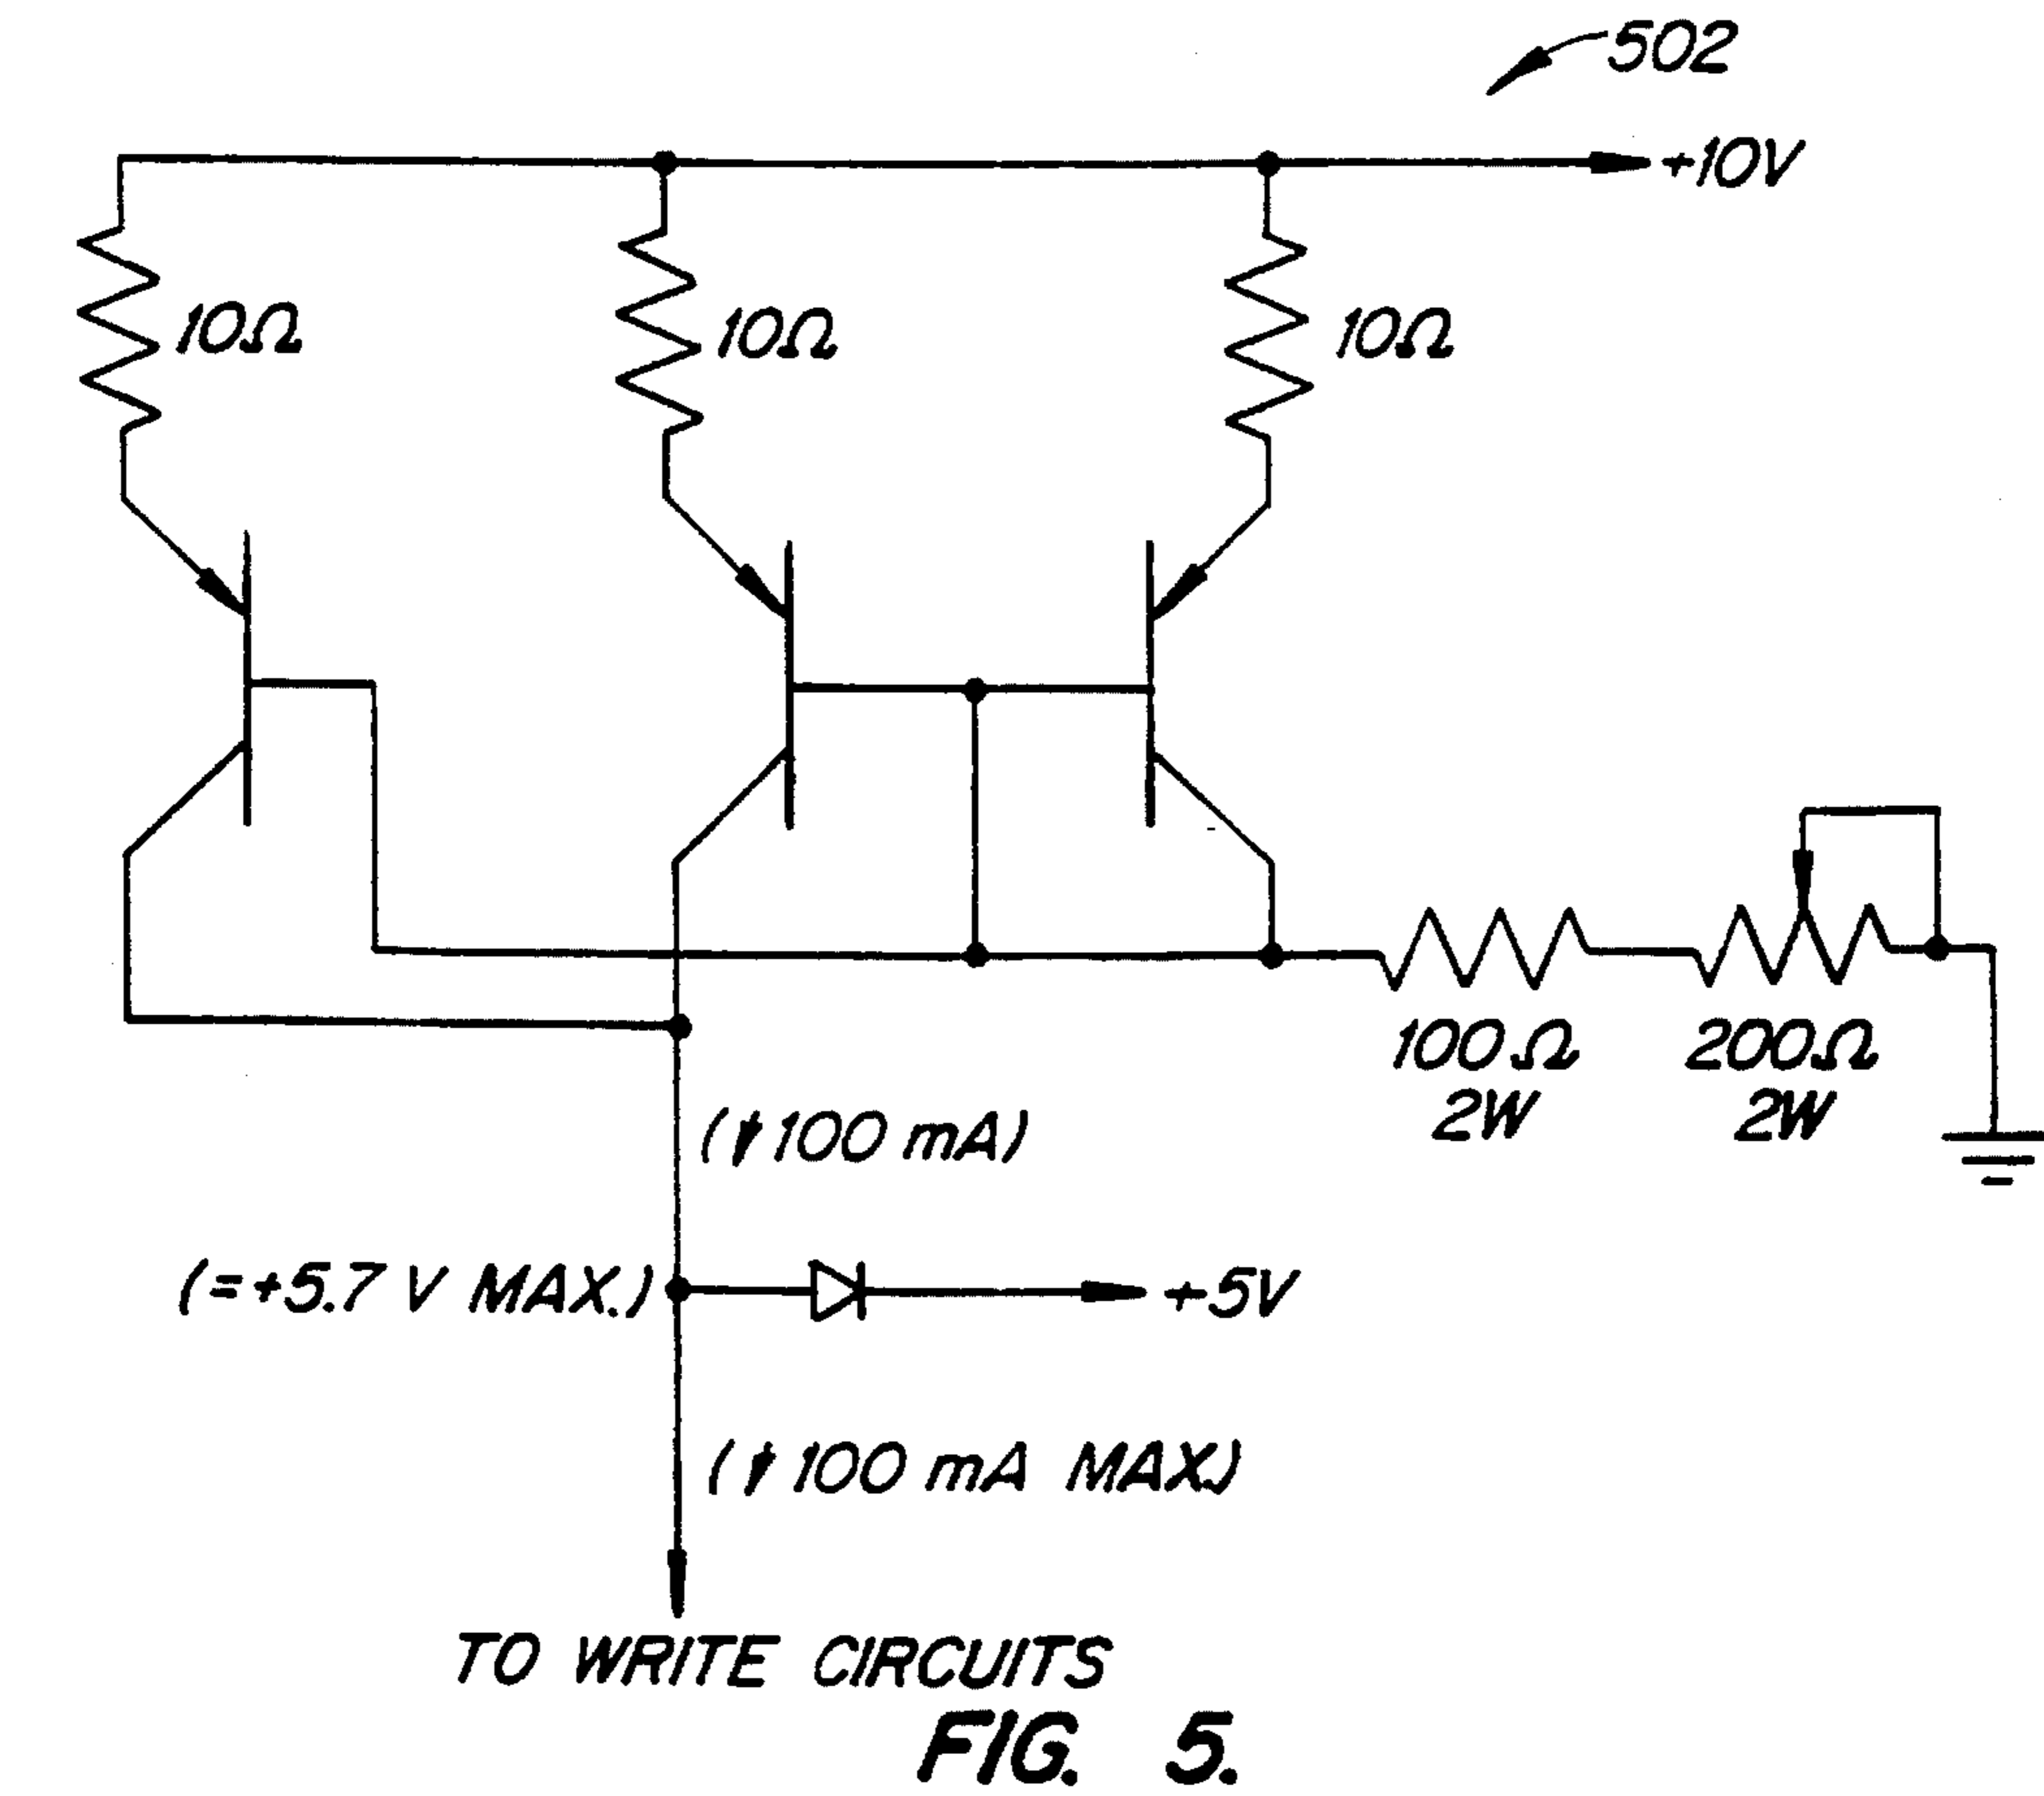 502
+10V
10Ω
10Ω
10Ω
100Ω
2W
200Ω
2W
(↓100 mA)
(=+5.7 V MAX.)
+5V
(↓100 mA MAX)
TO WRITE CIRCUITS
FIG. 5.